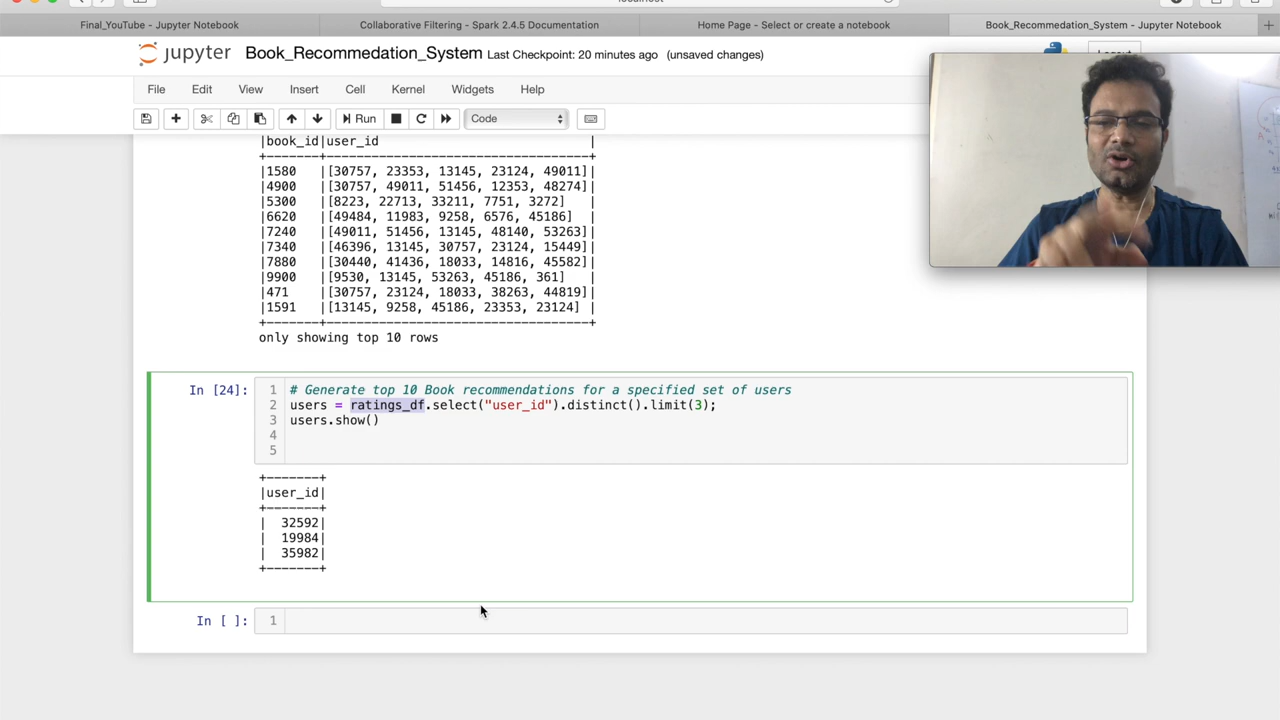 localhost
Final_YouTube - Jupyter Notebook
Collaborative Filtering - Spark 2.4.5 Documentation
Home Page - Select or create a notebook
Book_Recommedation_System - Jupyter Notebook
jupyter Book_Recommedation_System Last Checkpoint: 20 minutes ago (unsaved changes)
File Edit View Insert Cell Kernel Widgets Help
Run Code
|book_id|user_id |
+-------+-----------------------------------+
|1580 |[30757, 23353, 13145, 23124, 49011]|
|4900 |[30757, 49011, 51456, 12353, 48274]|
|5300 |[8223, 22713, 33211, 7751, 3272] |
|6620 |[49484, 11983, 9258, 6576, 45186] |
|7240 |[49011, 51456, 13145, 48140, 53263]|
|7340 |[46396, 13145, 30757, 23124, 15449]|
|7880 |[30440, 41436, 18033, 14816, 45582]|
|9900 |[9530, 13145, 53263, 45186, 361] |
|471 |[30757, 23124, 18033, 38263, 44819]|
|1591 |[13145, 9258, 45186, 23353, 23124] |
+-------+-----------------------------------+
only showing top 10 rows
In [24]: 1 # Generate top 10 Book recommendations for a specified set of users
2 users = ratings_df.select("user_id").distinct().limit(3);
3 users.show()
4
5
+-------+
|user_id|
+-------+
| 32592|
| 19984|
| 35982|
+-------+
In [ ]: 1